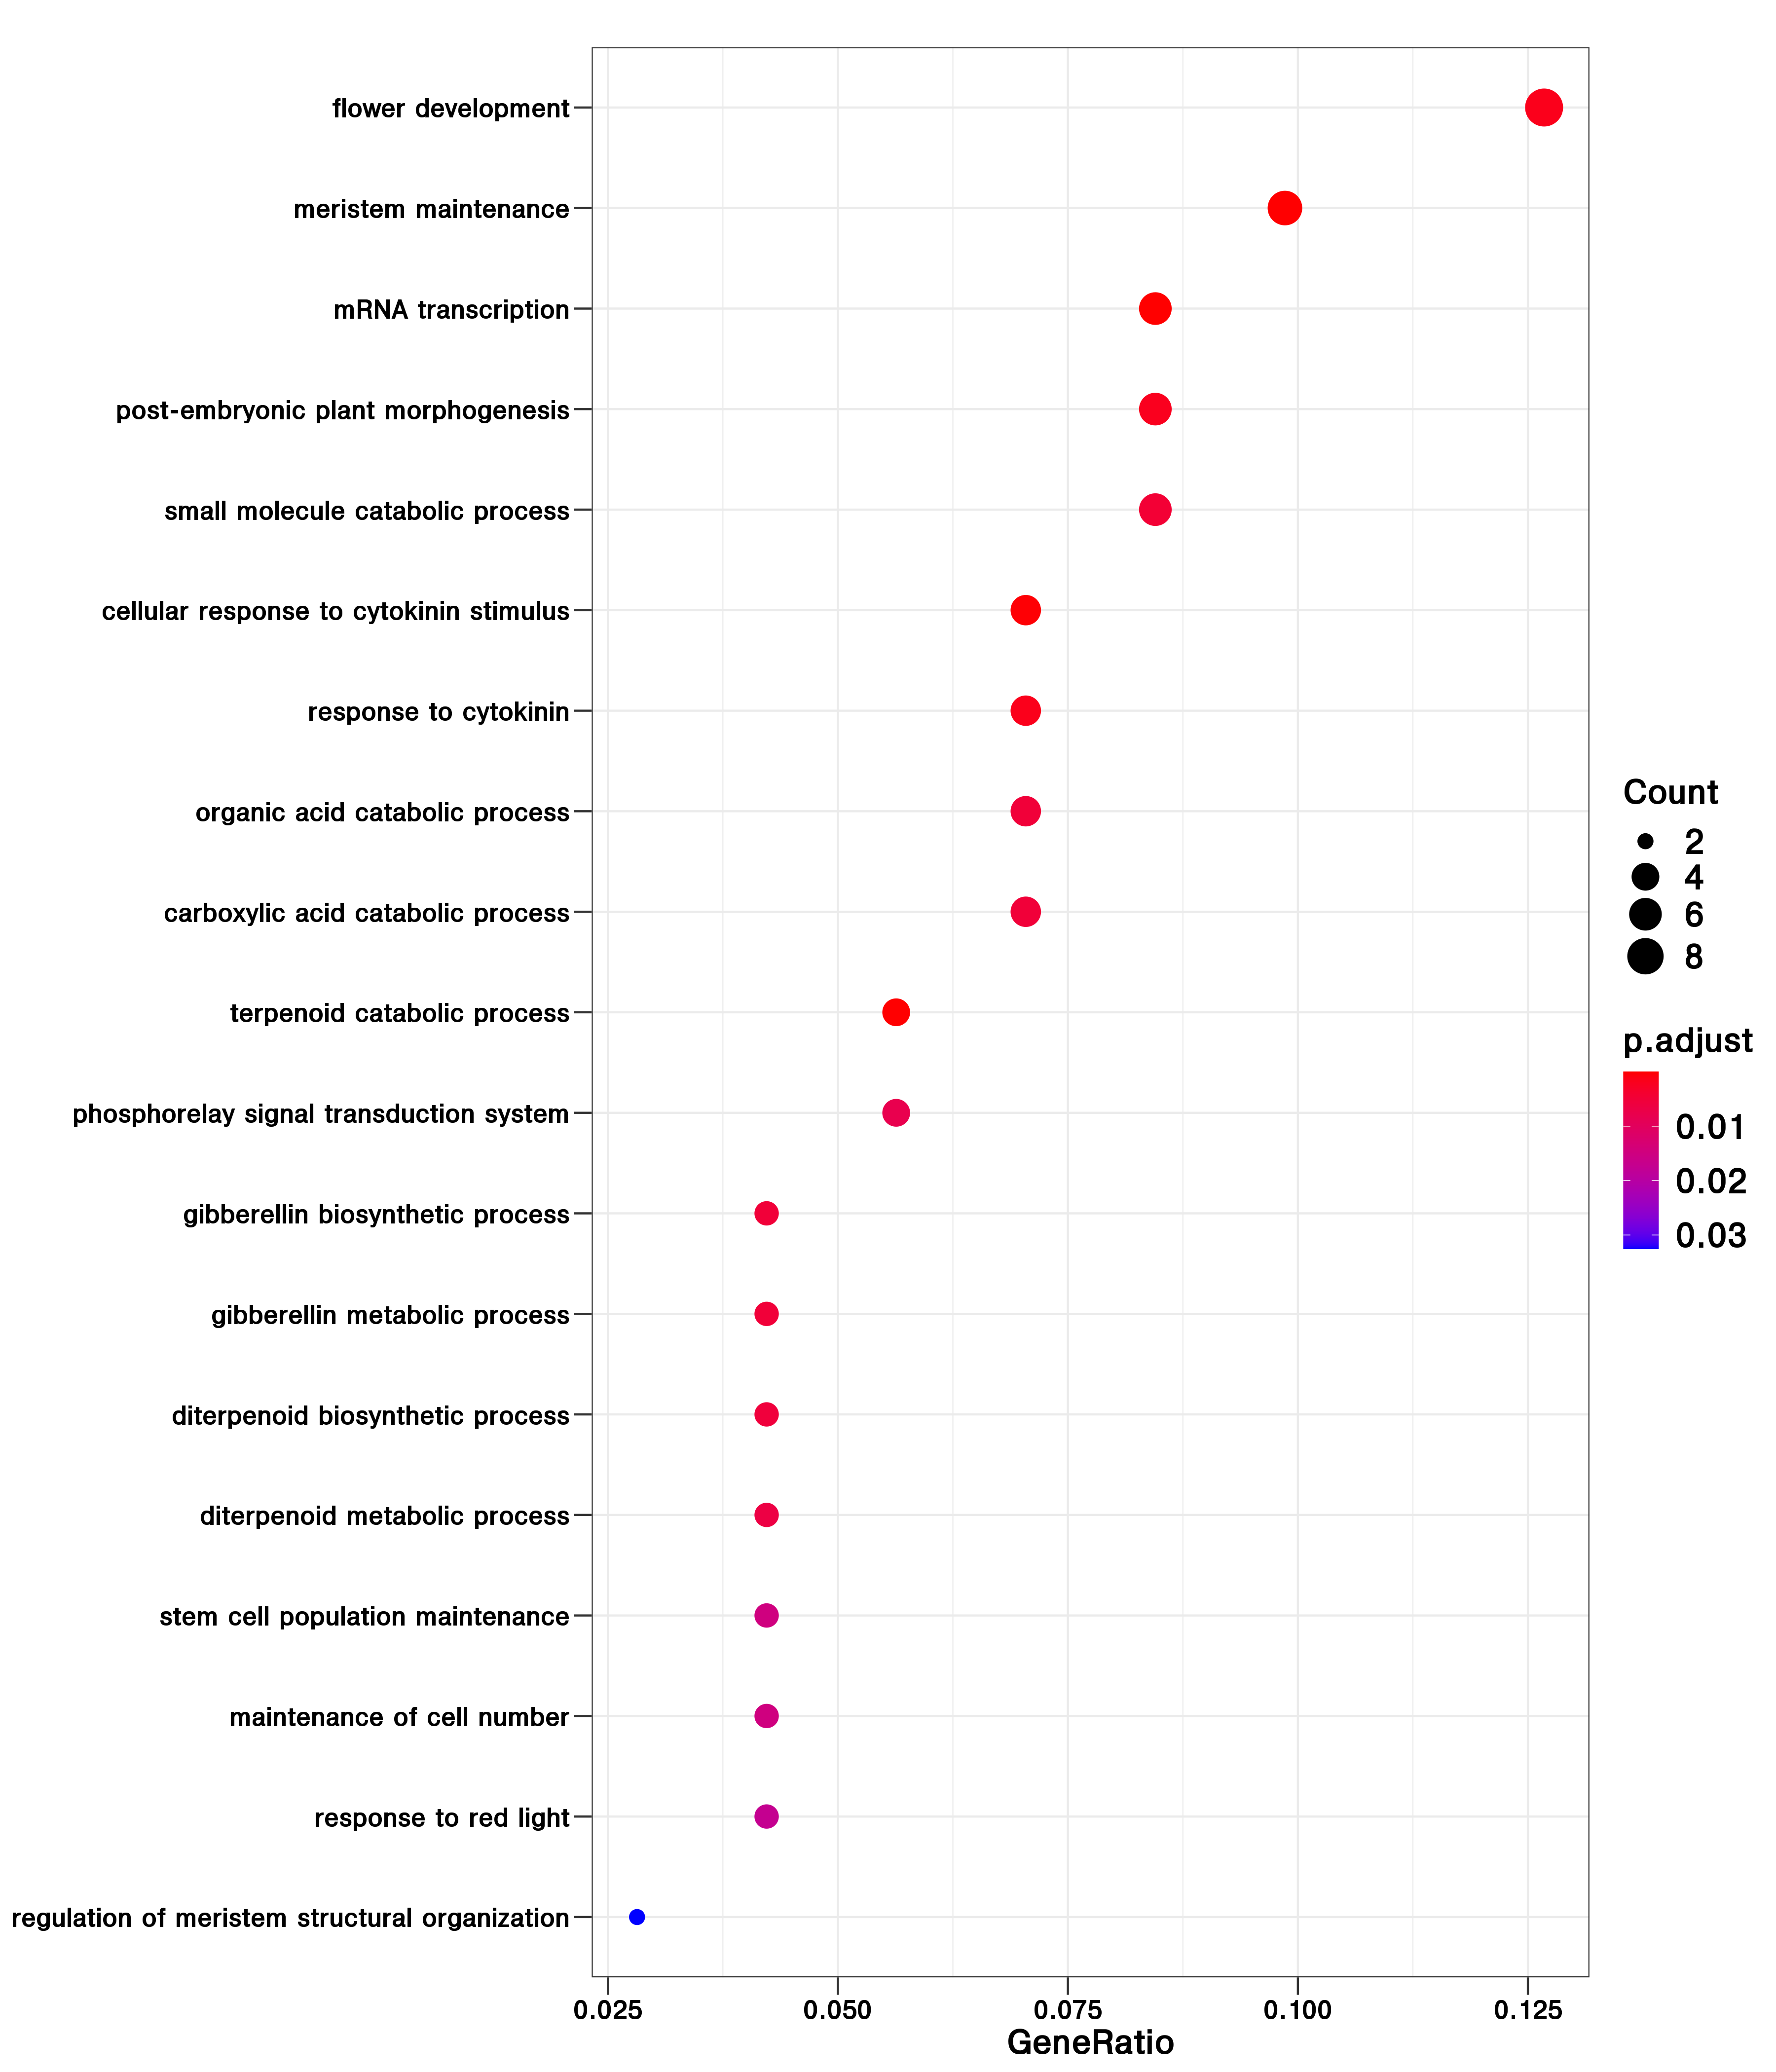 flower development
meristem maintenance
mRNA transcription
post-embryonic plant morphogenesis
small molecule catabolic process
cellular response to cytokinin stimulus
response to cytokinin
organic acid catabolic process
carboxylic acid catabolic process
terpenoid catabolic process
phosphorelay signal transduction system
gibberellin biosynthetic process
gibberellin metabolic process
diterpenoid biosynthetic process
diterpenoid metabolic process
stem cell population maintenance
maintenance of cell number
response to red light
regulation of meristem structural organization
0.025 0.050 0.075 0.100 0.125
GeneRatio
Count
2
4
6
8
p.adjust
0.01
0.02
0.03